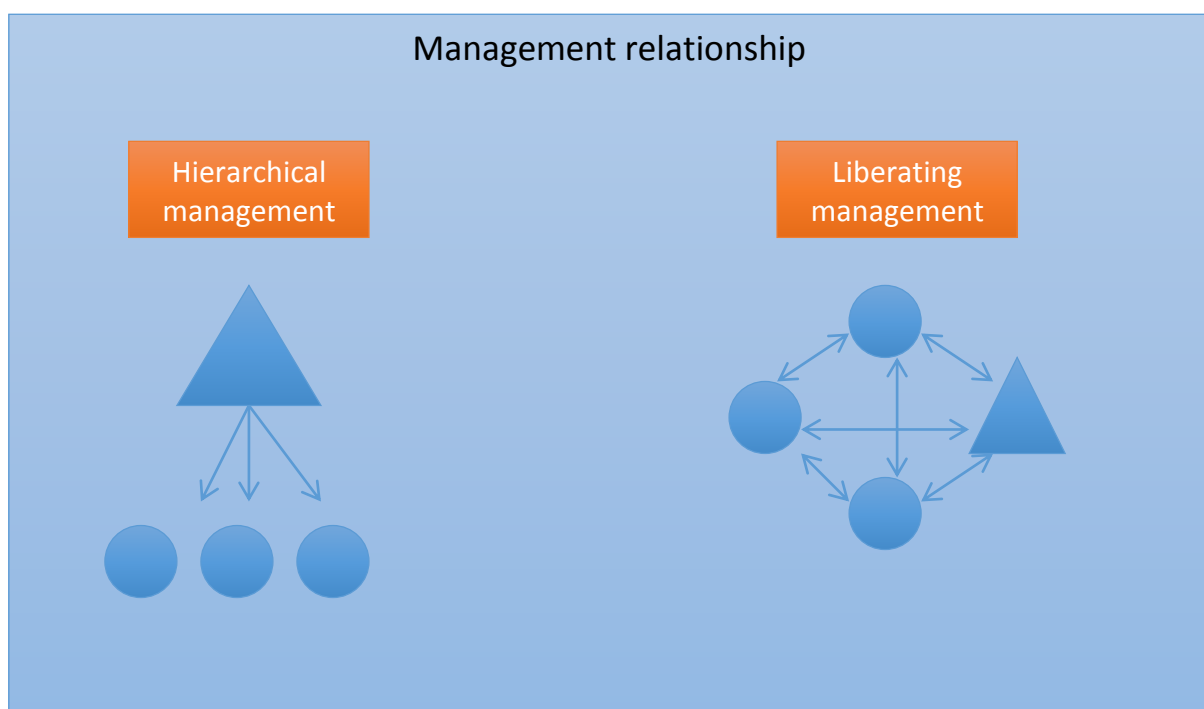 Management relationship
Hierarchical
management
Liberating
management